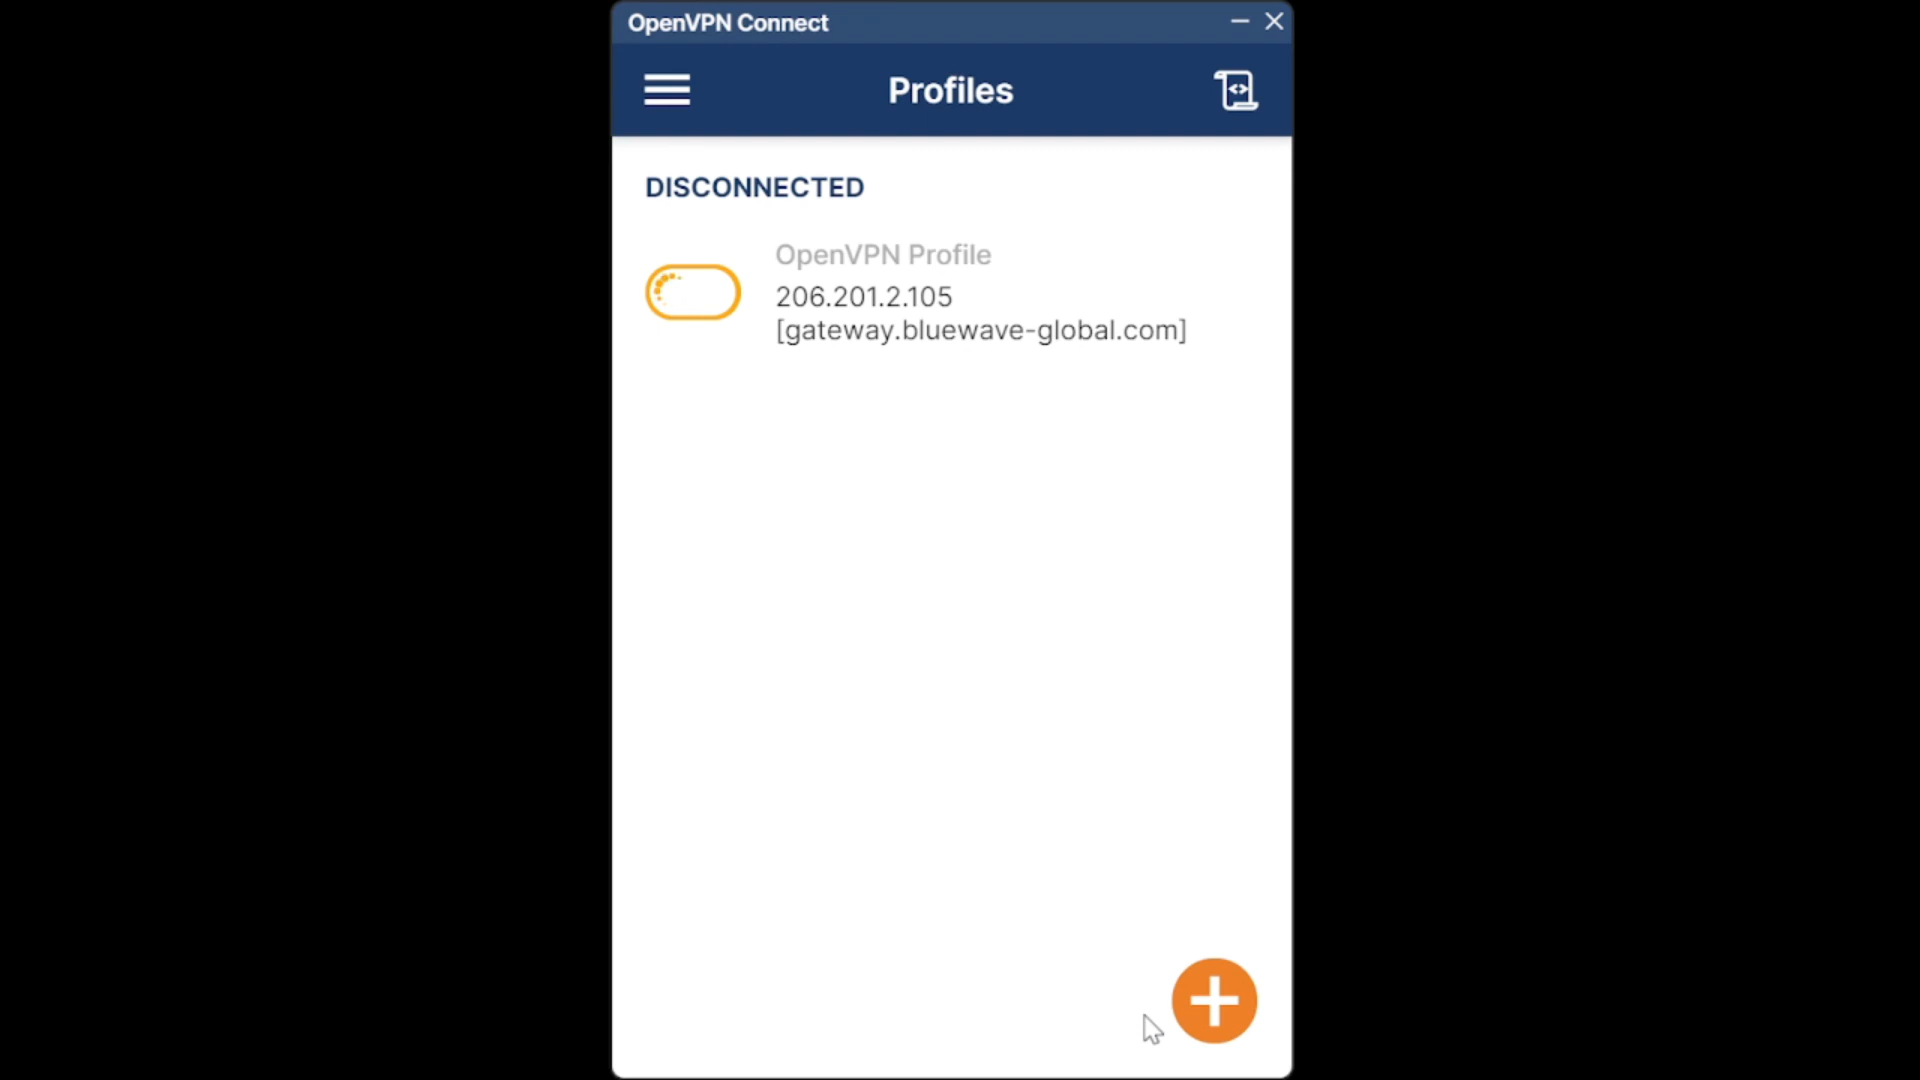 OpenVPN Connect
Profiles
DISCONNECTED
OpenVPN Profile
206.201.2.105
[gateway.bluewave-global.com]